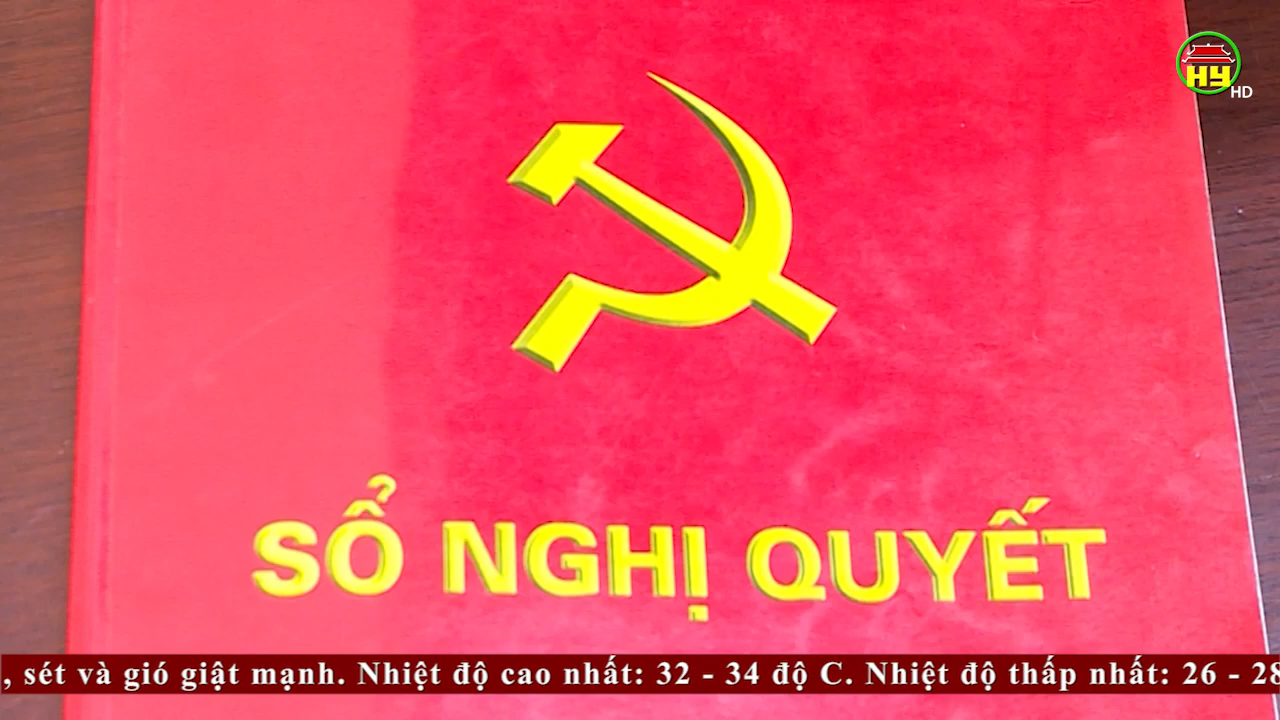 HY
HD
SỔ NGHỊ QUYẾT
, sét và gió giật mạnh. Nhiệt độ cao nhất: 32 - 34 độ C. Nhiệt độ thấp nhất: 26 - 28